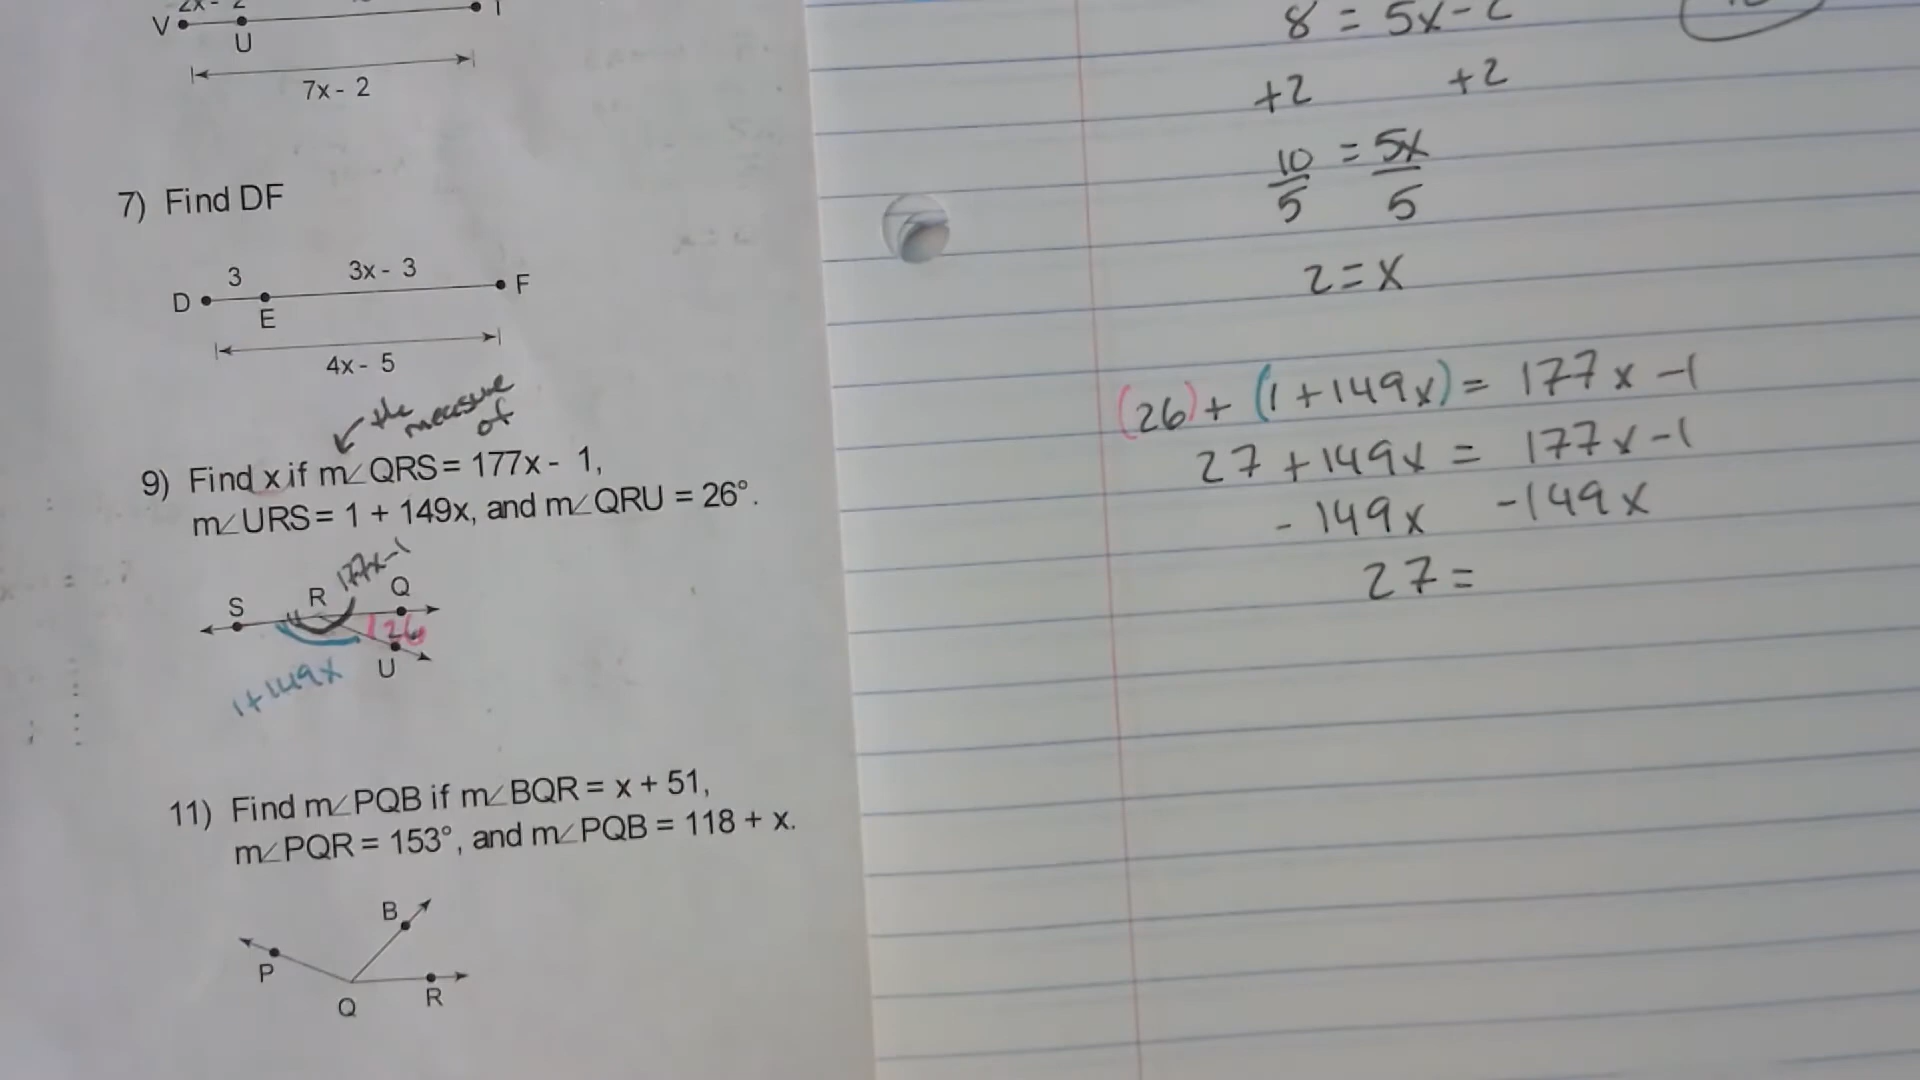 2x - 2
V
U
7x - 2
7) Find DF
3
3x - 3
D
E
F
4x - 5
the measure of
9) Find x if m∠QRS = 177x - 1,
m∠URS = 1 + 149x, and m∠QRU = 26°.
177x-1
S
R
Q
26
U
1+149x
11) Find m∠PQB if m∠BQR = x + 51,
m∠PQR = 153°, and m∠PQB = 118 + x.
B
P
Q
R
8 = 5x-2
+2 +2
10/5 = 5x/5
2=x
(26)+(1+149x)= 177x-1
27+149x = 177x-1
-149x -149x
27=